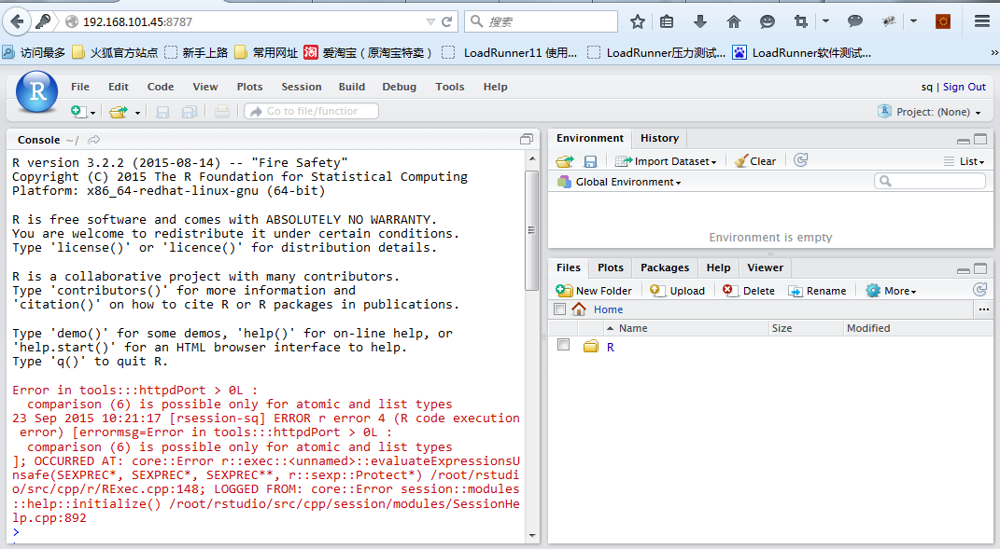 192.168.101.45:8787
搜索
访问最多 火狐官方站点 新手上路 常用网址 淘 爱淘宝（原淘宝特卖） LoadRunner11 使用... LoadRunner压力测试... LoadRunner软件测试... »
R File Edit Code View Plots Session Build Debug Tools Help sq | Sign Out
Go to file/function Project: (None)
Console ~/
R version 3.2.2 (2015-08-14) -- "Fire Safety"
Copyright (C) 2015 The R Foundation for Statistical Computing
Platform: x86_64-redhat-linux-gnu (64-bit)
R is free software and comes with ABSOLUTELY NO WARRANTY.
You are welcome to redistribute it under certain conditions.
Type 'license()' or 'licence()' for distribution details.
R is a collaborative project with many contributors.
Type 'contributors()' for more information and
'citation()' on how to cite R or R packages in publications.
Type 'demo()' for some demos, 'help()' for on-line help, or
'help.start()' for an HTML browser interface to help.
Type 'q()' to quit R.
Error in tools:::httpdPort > 0L :
comparison (6) is possible only for atomic and list types
23 Sep 2015 10:21:17 [rsession-sq] ERROR r error 4 (R code execution
error) [errormsg=Error in tools:::httpdPort > 0L :
comparison (6) is possible only for atomic and list types
]; OCCURRED AT: core::Error r::exec::<unnamed>::evaluateExpressionsU
nsafe(SEXPREC*, SEXPREC*, SEXPREC**, r::sexp::Protect*) /root/rstudi
o/src/cpp/r/RExec.cpp:148; LOGGED FROM: core::Error session::modules
::help::initialize() /root/rstudio/src/cpp/session/modules/SessionHe
lp.cpp:892
>
Environment History
Import Dataset Clear List
Global Environment
Environment is empty
Files Plots Packages Help Viewer
New Folder Upload Delete Rename More
Home ...
Name Size Modified
R